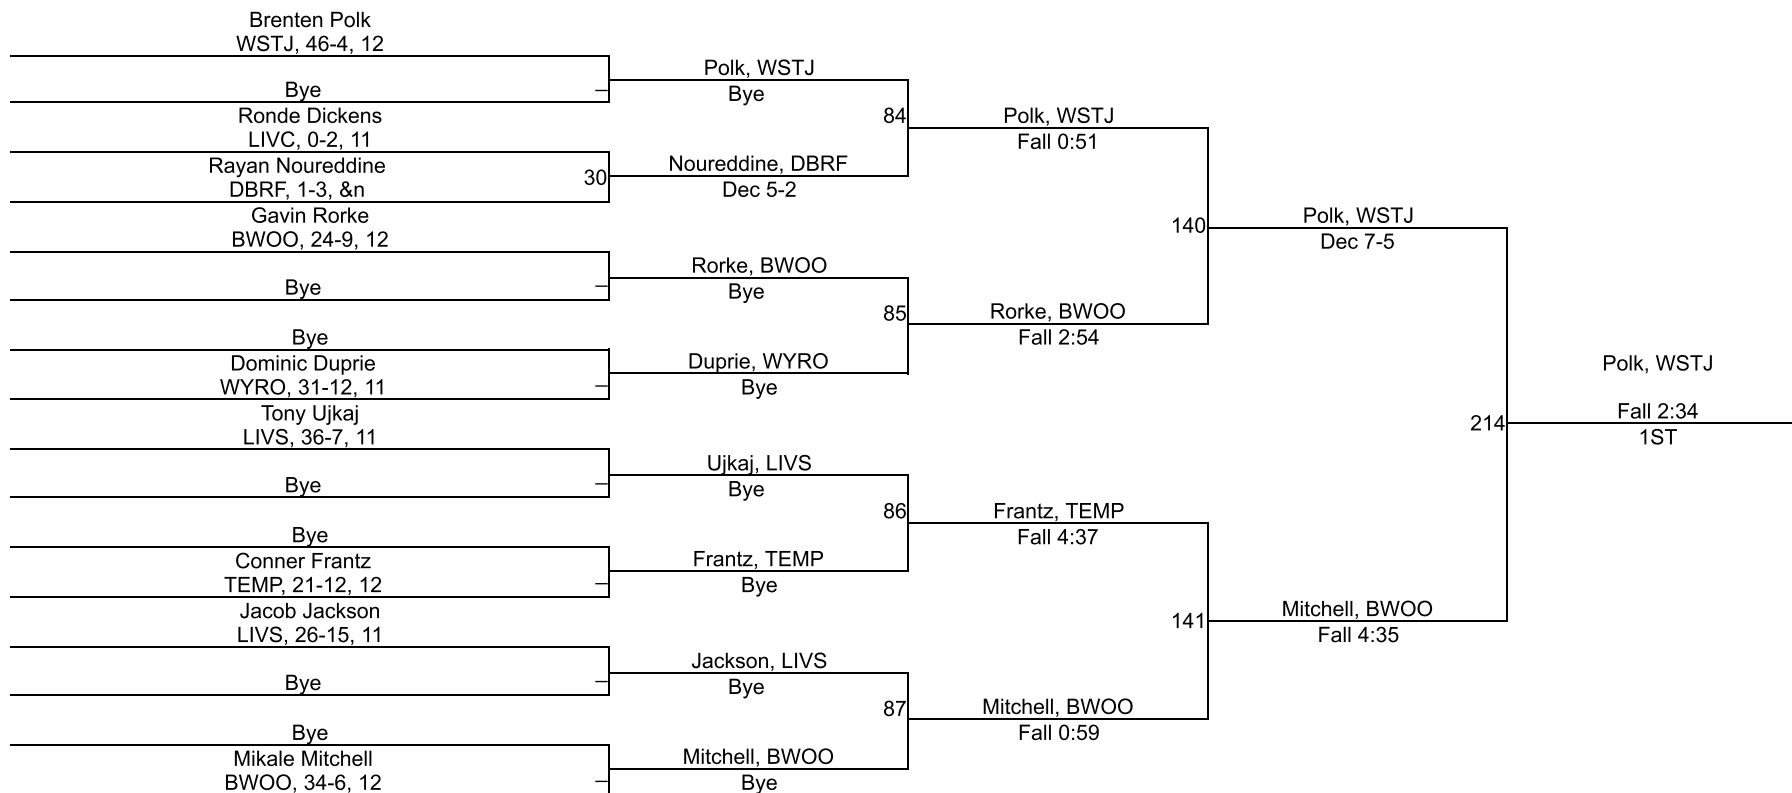 Brenten Polk
WSTJ, 46-4, 12
Bye
–
Ronde Dickens
LIVC, 0-2, 11
Rayan Noureddine
DBRF, 1-3, &n
30
Gavin Rorke
BWOO, 24-9, 12
Bye
–
Bye
Dominic Duprie
WYRO, 31-12, 11
–
Tony Ujkaj
LIVS, 36-7, 11
Bye
–
Bye
Conner Frantz
TEMP, 21-12, 12
–
Jacob Jackson
LIVS, 26-15, 11
Bye
–
Bye
Mikale Mitchell
BWOO, 34-6, 12
–
Polk, WSTJ
Bye
84
Noureddine, DBRF
Dec 5-2
Rorke, BWOO
Bye
85
Duprie, WYRO
Bye
Ujkaj, LIVS
Bye
86
Frantz, TEMP
Bye
Jackson, LIVS
Bye
87
Mitchell, BWOO
Bye
Polk, WSTJ
Fall 0:51
140
Rorke, BWOO
Fall 2:54
Frantz, TEMP
Fall 4:37
141
Mitchell, BWOO
Fall 0:59
Polk, WSTJ
Dec 7-5
214
Mitchell, BWOO
Fall 4:35
Polk, WSTJ
Fall 2:34
1ST